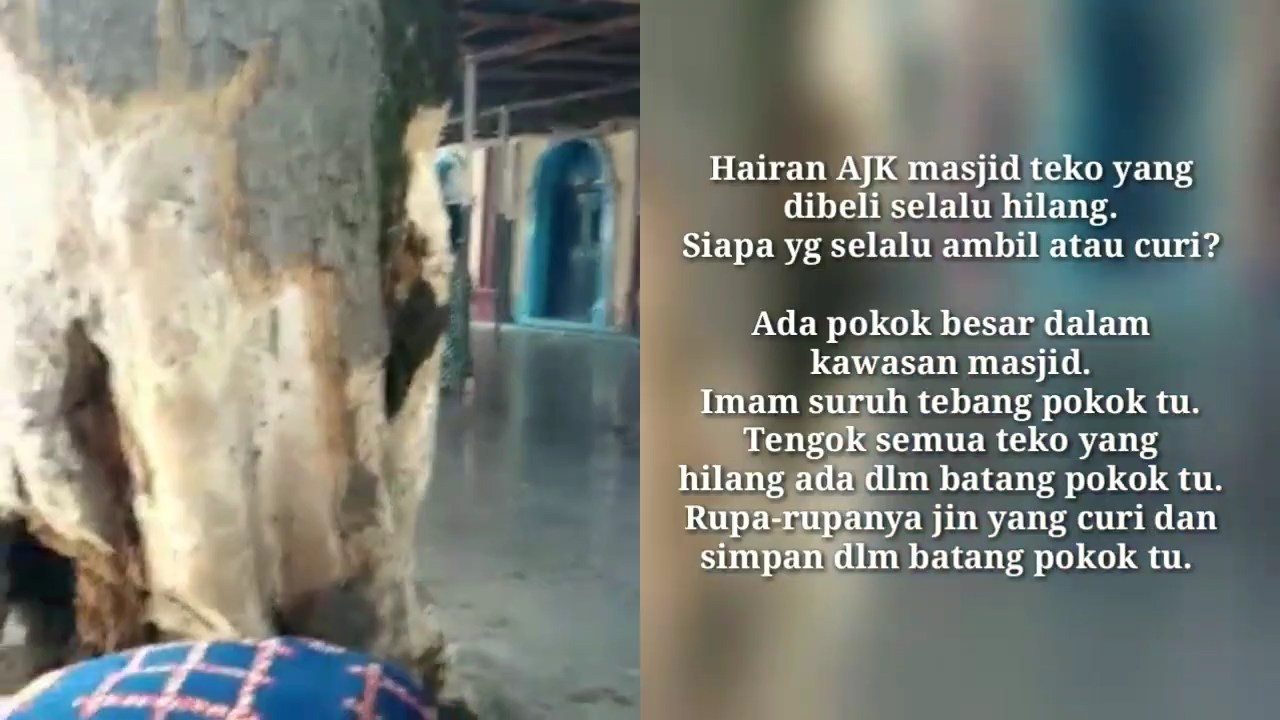 Hairan AJK masjid teko yang
dibeli selalu hilang.
Siapa yg selalu ambil atau curi?
Ada pokok besar dalam
kawasan masjid.
Imam suruh tebang pokok tu.
Tengok semua teko yang
hilang ada dlm batang pokok tu.
Rupa-rupanya jin yang curi dan
simpan dlm batang pokok tu.